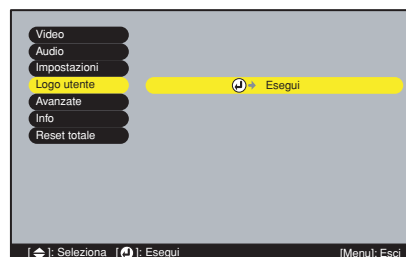 Video
Audio
Impostazioni
Logo utente
Esegui
Avanzate
Info
Reset totale
[ ]: Seleziona [ ]: Esegui
[Menu]: Esci